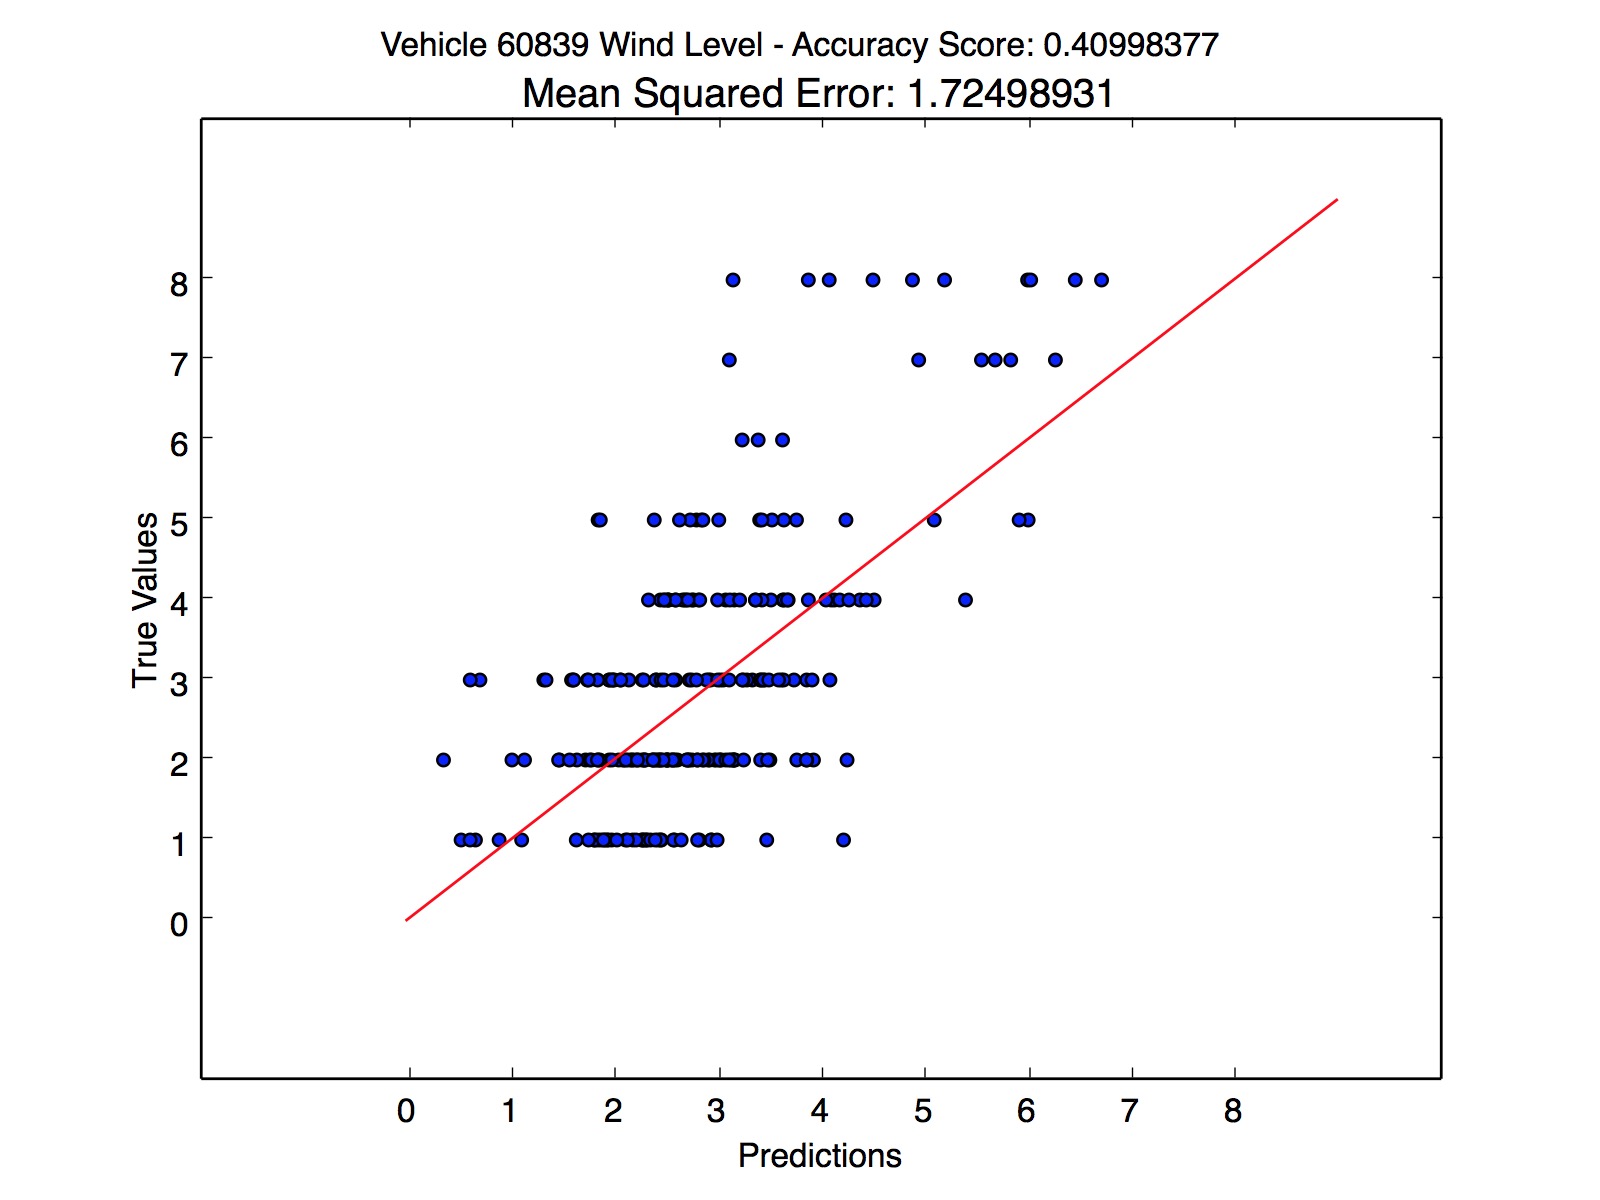 Vehicle 60839 Wind Level - Accuracy Score: 0.40998377
Mean Squared Error: 1.72498931
8
7
6
5
4
3
2
1
0
True Values
0 1 2 3 4 5 6 7 8
Predictions